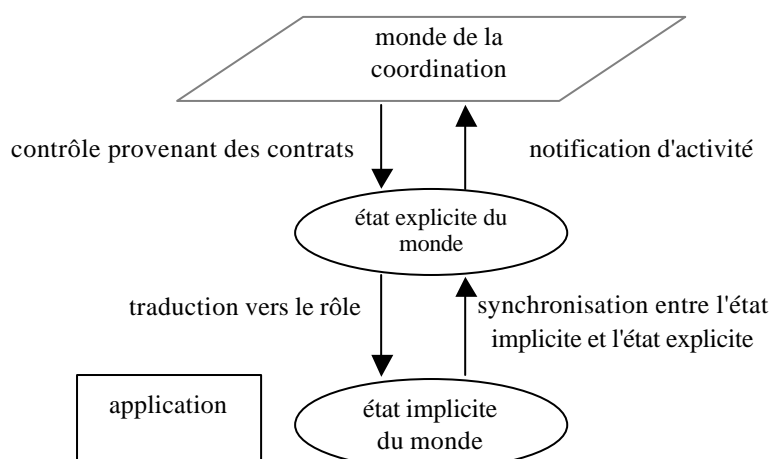 monde de la
coordination
contrôle provenant des contrats
notification d'activité
état explicite du
monde
traduction vers le rôle
synchronisation entre l'état
implicite et l'état explicite
application
état implicite
du monde